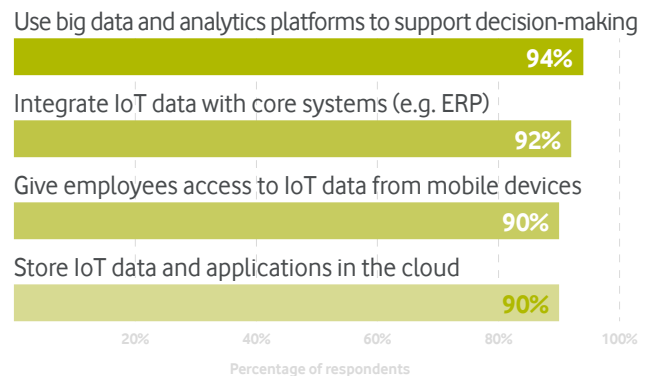 Use big data and analytics platforms to support decision-making
94%
Integrate IoT data with core systems (e.g. ERP)
92%
Give employees access to IoT data from mobile devices
90%
Store IoT data and applications in the cloud
90%
20% 40% 60% 80% 100%
Percentage of respondents